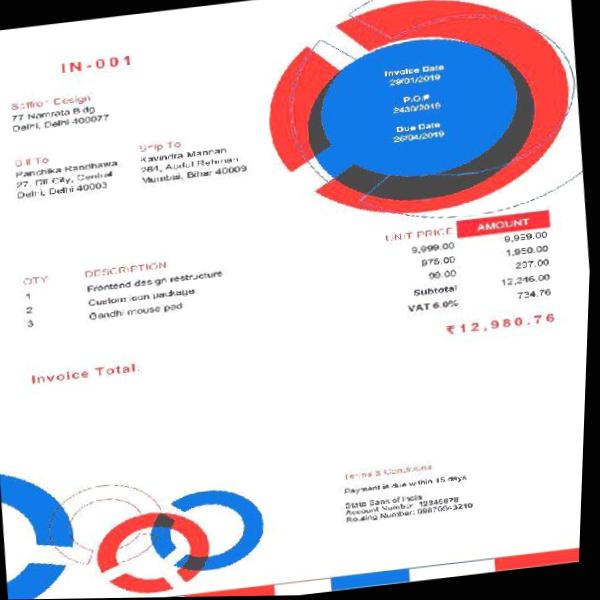 IN-001
Invoice Date
29/01/2019
P.O.#
2430/2019
Due Date
26/04/2019
Saffron Design
77 Namrata Bldg
Delhi, Delhi 400077
Bill To
Panchika Randhawa
27, Dlf City, Central
Delhi, Delhi 40003
Ship To
Kavindra Mannan
264, Abdul Rehman
Mumbai, Bihar 40009
QTY DESCRIPTION UNIT PRICE AMOUNT
1 Frontend design restructure 9,999.00 9,999.00
2 Custom icon package 975.00 1,950.00
3 Gandhi mouse pad 99.00 297.00
Subtotal 12,246.00
VAT 6.0% 734.76
Invoice Total: ₹12,980.76
Terms & Conditions
Payment is due within 15 days
State Bank of India
Account Number: 12345678
Routing Number: 09876543210